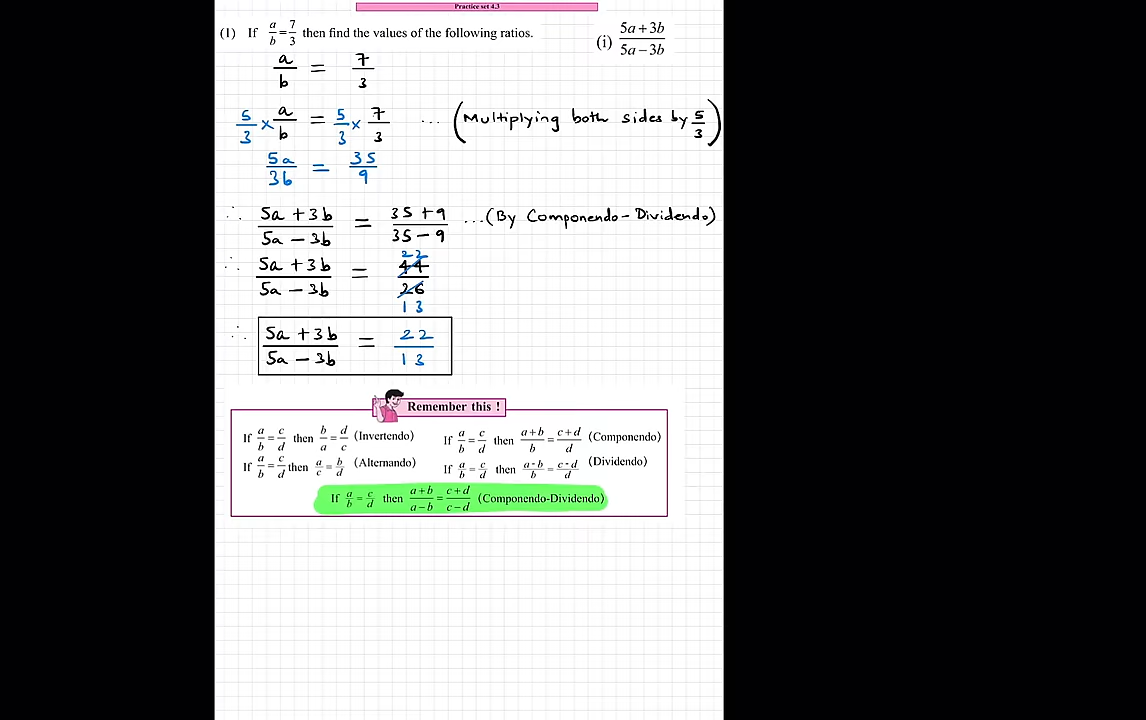 Practice set 4.3
(1) If a/b = 7/3 then find the values of the following ratios. (i) 5a + 3b / 5a − 3b
a/b = 7/3
5/3 × a/b = 5/3 × 7/3 ... (Multiplying both sides by 5/3)
5a/3b = 35/9
∴ 5a + 3b / 5a − 3b = 35 + 9 / 35 − 9 ... (By Componendo - Dividendo)
∴ 5a + 3b / 5a − 3b = 44 / 26 22 13
∴ 5a + 3b / 5a − 3b = 22 / 13
Remember this !
If a/b = c/d then b/a = d/c (Invertendo)
If a/b = c/d then a/c = b/d (Alternando)
If a/b = c/d then a+b/b = c+d/d (Componendo)
If a/b = c/d then a-b/b = c-d/d (Dividendo)
If a/b = c/d then a+b/a−b = c+d/c−d (Componendo-Dividendo)